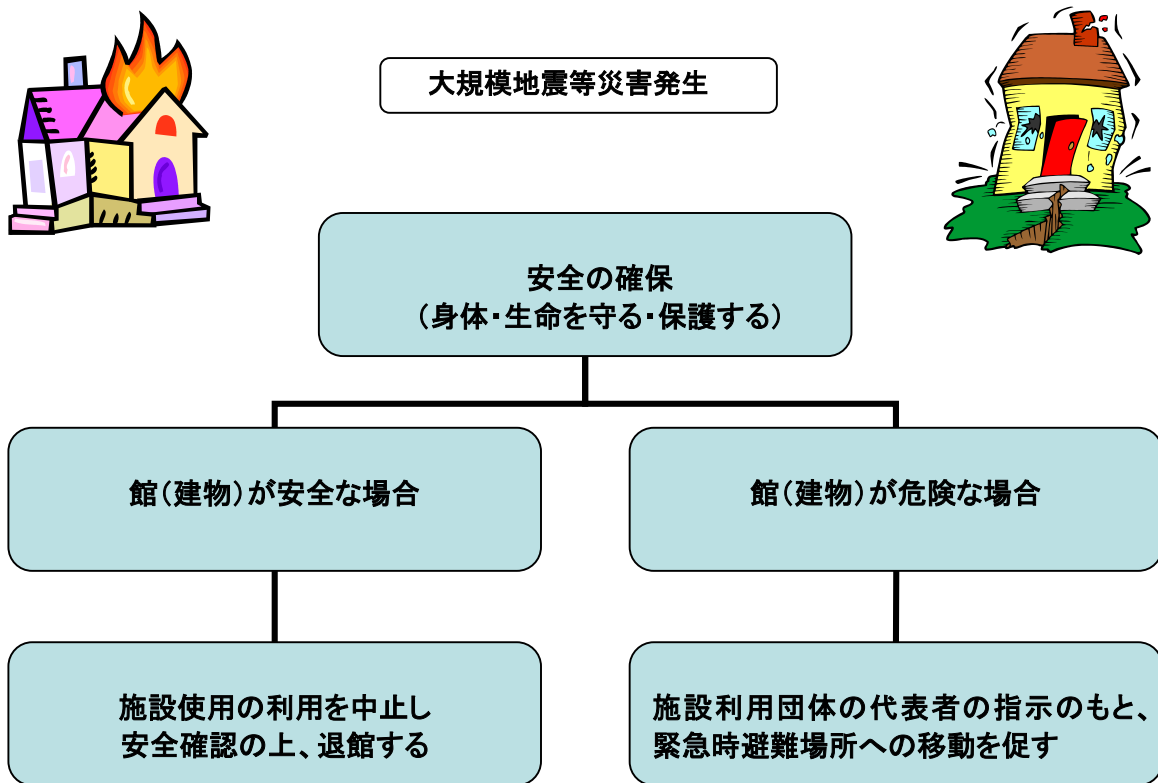 大規模地震等災害発生
安全の確保
（身体・生命を守る・保護する）
館（建物）が安全な場合
館（建物）が危険な場合
施設使用の利用を中止し
安全確認の上、退館する
施設利用団体の代表者の指示のもと、
緊急時避難場所への移動を促す